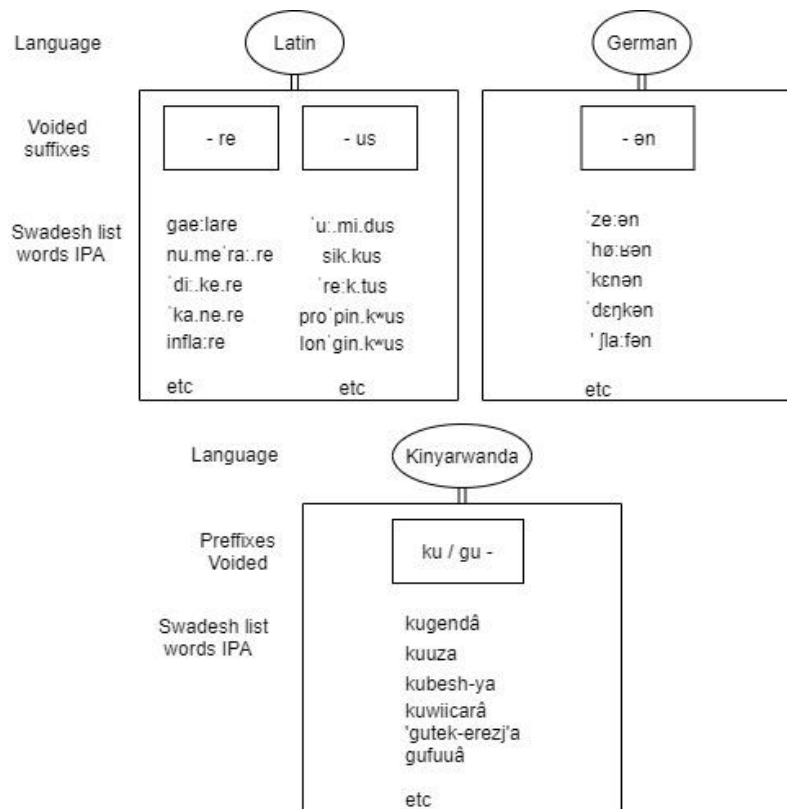 Language
Latin
German
Voided
suffixes
- re
- us
- ən
Swadesh list
words IPA
gae:lare
nu.meˈra:.re
ˈdi:.ke.re
ˈka.ne.re
infla:re
etc
ˈu:.mi.dus
sik.kus
ˈre:k.tus
proˈpin.kʷus
lonˈgin.kʷus
etc
ˈze:ən
ˈhø:ʁən
ˈkɛnən
ˈdɛŋkən
' ʃla:fən
etc
Language
Kinyarwanda
Preffixes
Voided
ku / gu -
Swadesh list
words IPA
kugendâ
kuuza
kubesh-ya
kuwiicarâ
'gutek-erezj'a
gufuuâ
etc